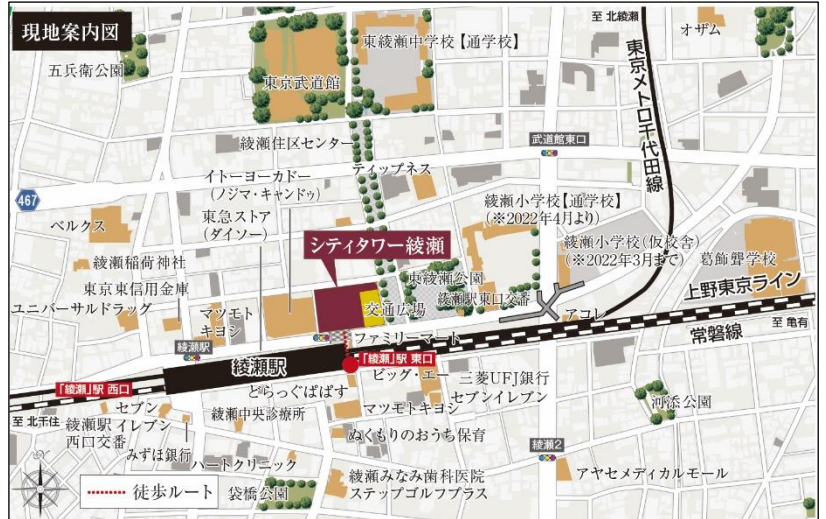 現地案内図
至 北綾瀬
オザム
五兵衛公園
東京武道館
東綾瀬中学校【通学校】
東京メトロ千代田線
綾瀬住区センター
武道館東口
ティップネス
イトーヨーカドー
(ノジマ・キャンドゥ)
467
ベルクス
東急ストア
(ダイソー)
綾瀬小学校【通学校】
(※2022年4月より)
シティタワー綾瀬
綾瀬小学校(仮校舎)
(※2022年3月まで)
葛飾聾学校
綾瀬稲荷神社
東京東信用金庫
東綾瀬公園
綾瀬駅東口交番
ユニバーサルドラッグ
マツモト
キヨシ
交通広場
アコレ
上野東京ライン
常磐線
至 亀有
ファミリーマート
綾瀬駅
綾瀬駅
「綾瀬」駅 東口
「綾瀬」駅 西口
どらっぐぱぱす
ビッグ・エー
三菱UFJ銀行
セブンイレブン
至 北千住
セブン
イレブン
綾瀬駅
西口交番
綾瀬中央診療所
マツモトキヨシ
河添公園
みずほ銀行
ぬくもりのおうち保育
綾瀬2
ハートクリニック
綾瀬みなみ歯科医院
ステップゴルフプラス
アヤセメディカルモール
徒歩ルート
袋橋公園